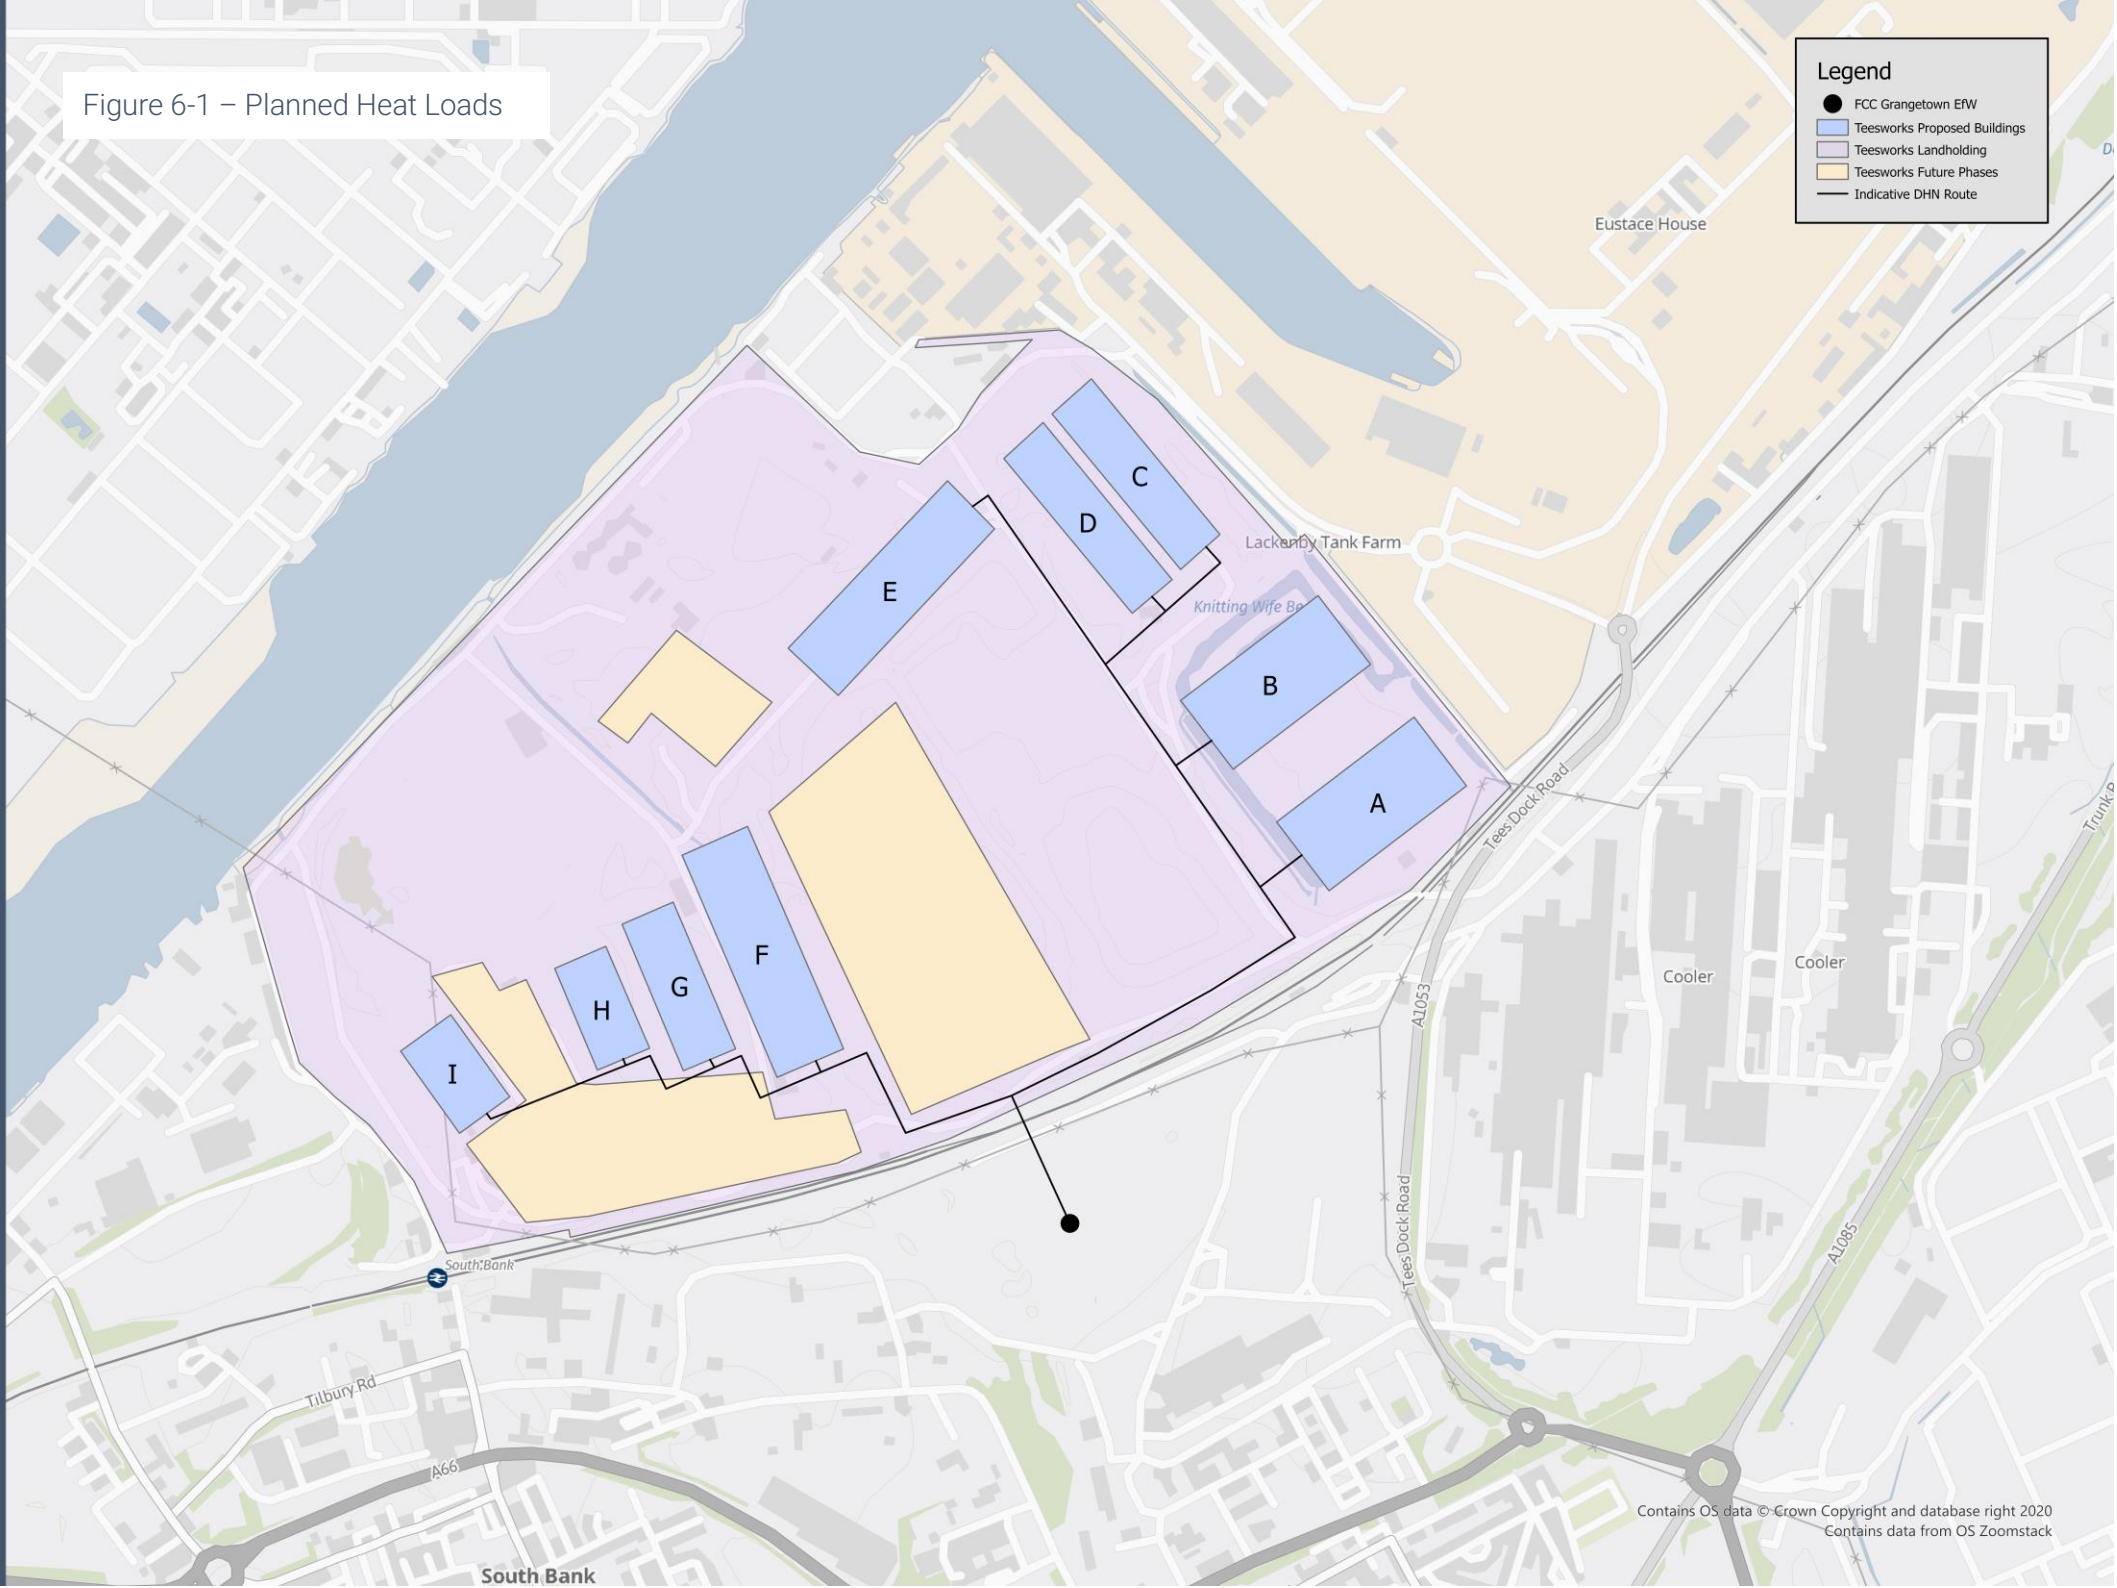 Figure 6-1 – Planned Heat Loads
Legend
FCC Grangetown EfW
Teesworks Proposed Buildings
Teesworks Landholding
Teesworks Future Phases
Indicative DHN Route
Eustace House
C
D
Lackenby Tank Farm
E
Knitting Wife Be
B
A
Tees Dock Road
F
Cooler
Cooler
G
A1053
H
I
Tees Dock Road
A1085
South Bank
Tilbury Rd
A66
Contains OS data © Crown Copyright and database right 2020
Contains data from OS Zoomstack
South Bank